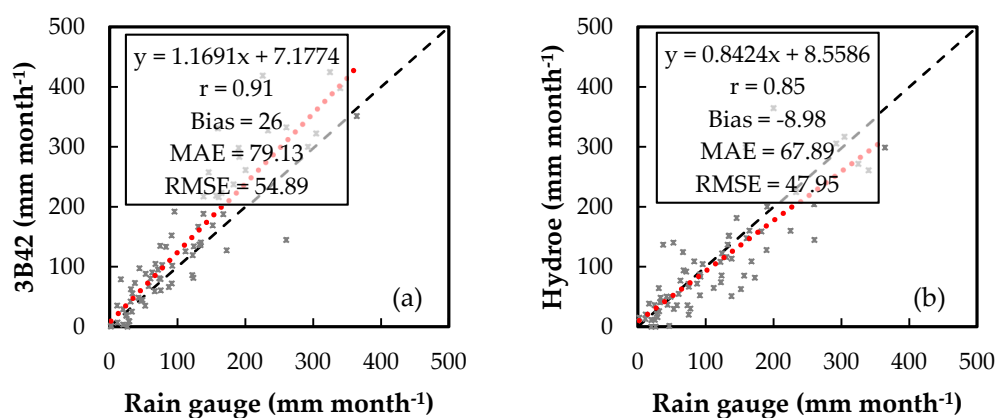 500
400
300
200
100
0
3B42 (mm month-1)
y = 1.1691x + 7.1774
r = 0.91
Bias = 26
MAE = 79.13
RMSE = 54.89
(a)
0 100 200 300 400 500
Rain gauge (mm month-1)
500
400
300
200
100
0
Hydroe (mm month-1)
y = 0.8424x + 8.5586
r = 0.85
Bias = -8.98
MAE = 67.89
RMSE = 47.95
(b)
0 100 200 300 400 500
Rain gauge (mm month-1)